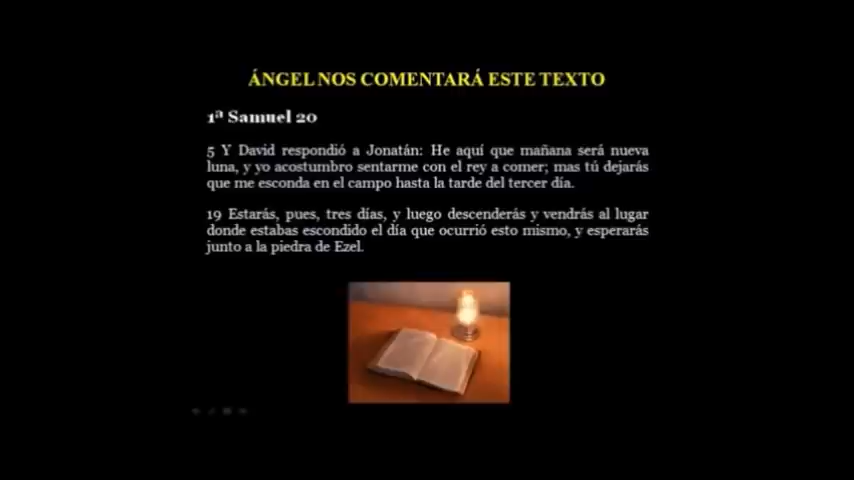 ÁNGEL NOS COMENTARÁ ESTE TEXTO
1ª Samuel 20
5 Y David respondió a Jonatán: He aquí que mañana será nueva
luna, y yo acostumbro sentarme con el rey a comer; mas tú dejarás
que me esconda en el campo hasta la tarde del tercer día.
19 Estarás, pues, tres días, y luego descenderás y vendrás al lugar
donde estabas escondido el día que ocurrió esto mismo, y esperarás
junto a la piedra de Ezel.